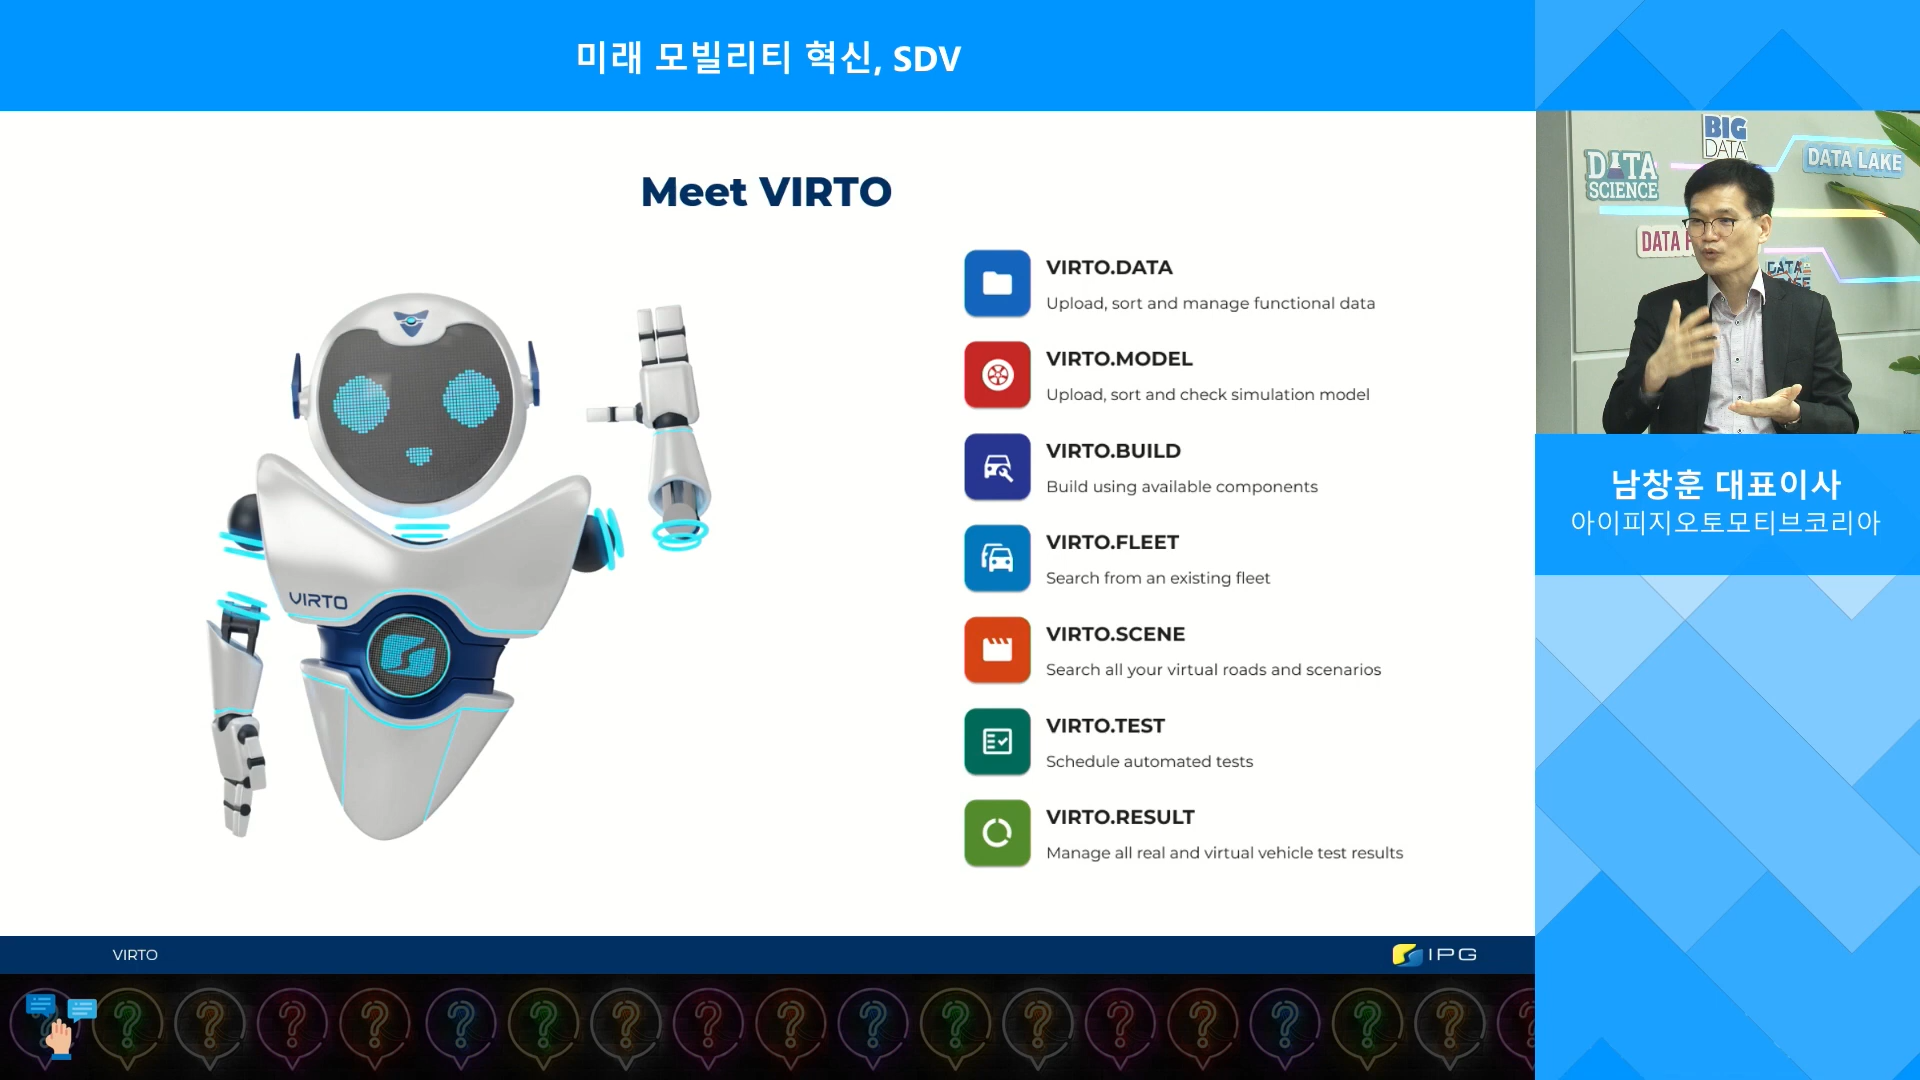 미래 모빌리티 혁신, SDV
Meet VIRTO
VIRTO
VIRTO.DATA
Upload, sort and manage functional data
VIRTO.MODEL
Upload, sort and check simulation model
VIRTO.BUILD
Build using available components
VIRTO.FLEET
Search from an existing fleet
VIRTO.SCENE
Search all your virtual roads and scenarios
VIRTO.TEST
Schedule automated tests
VIRTO.RESULT
Manage all real and virtual vehicle test results
VIRTO
IPG
BIG
DATA
DATA
SCIENCE
DATA LAKE
DATA
DATA
남창훈 대표이사
아이피지오토모티브코리아